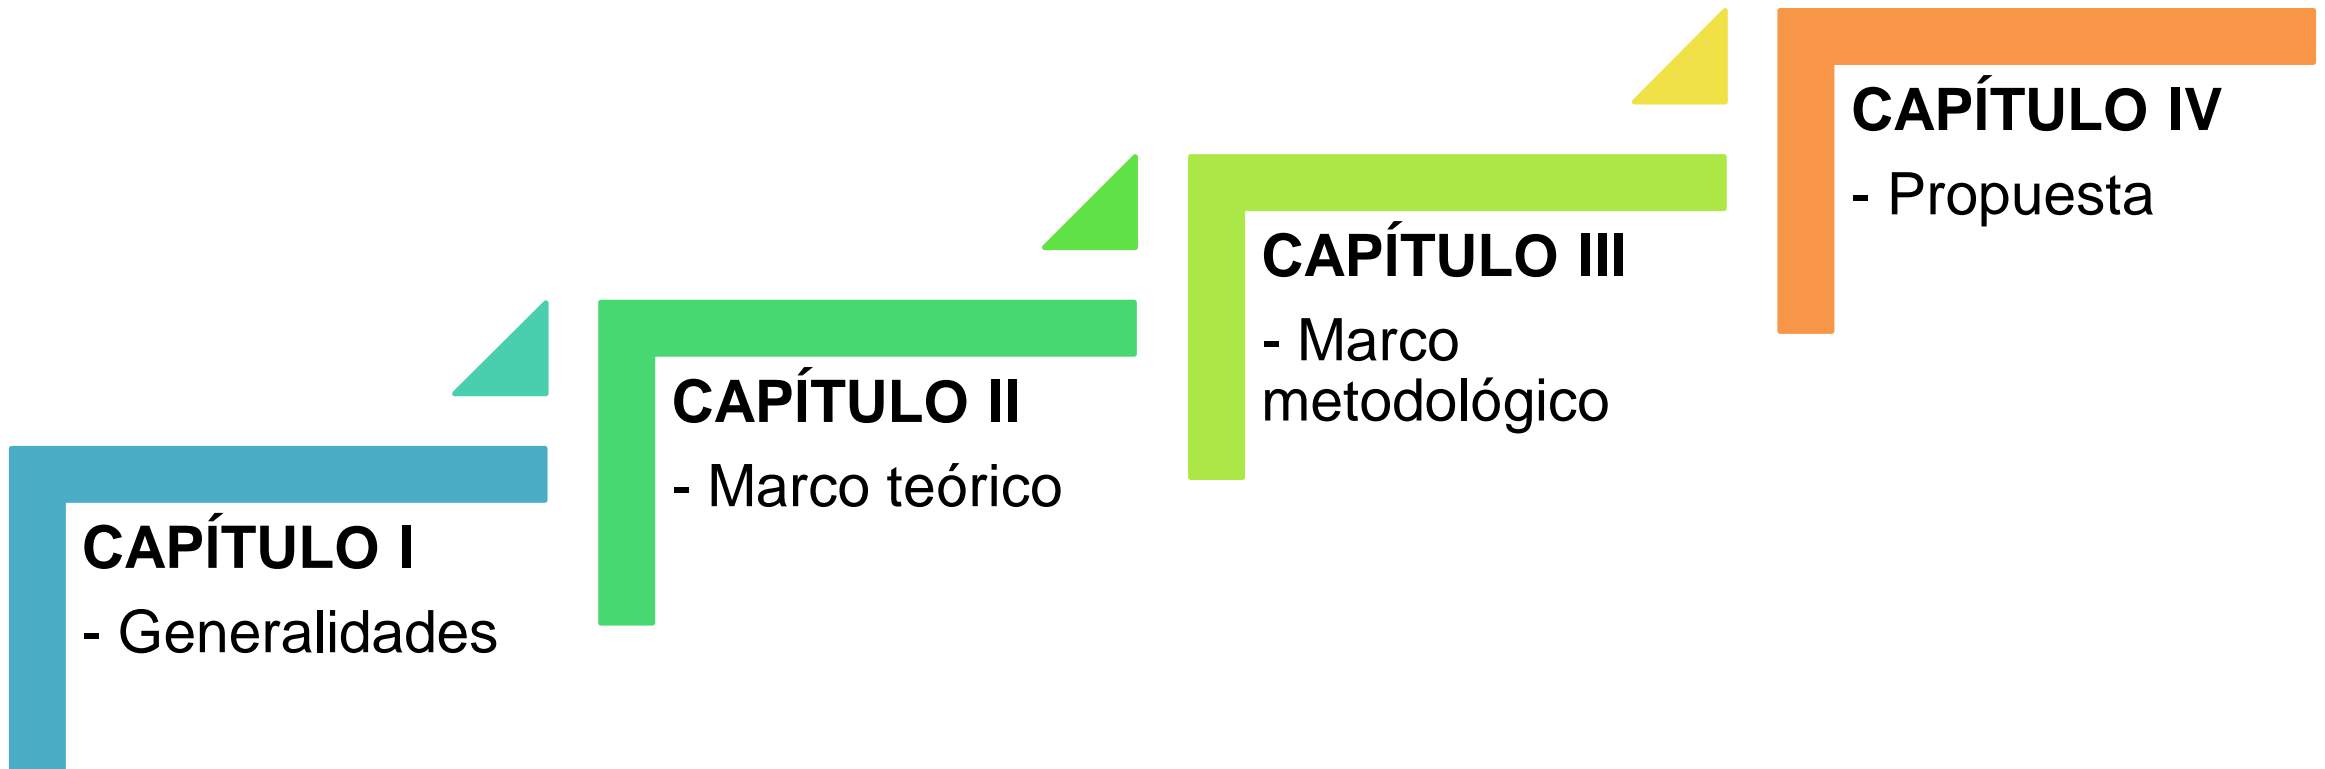 CAPÍTULO I
- Generalidades
CAPÍTULO II
- Marco teórico
CAPÍTULO III
- Marco
metodológico
CAPÍTULO IV
- Propuesta